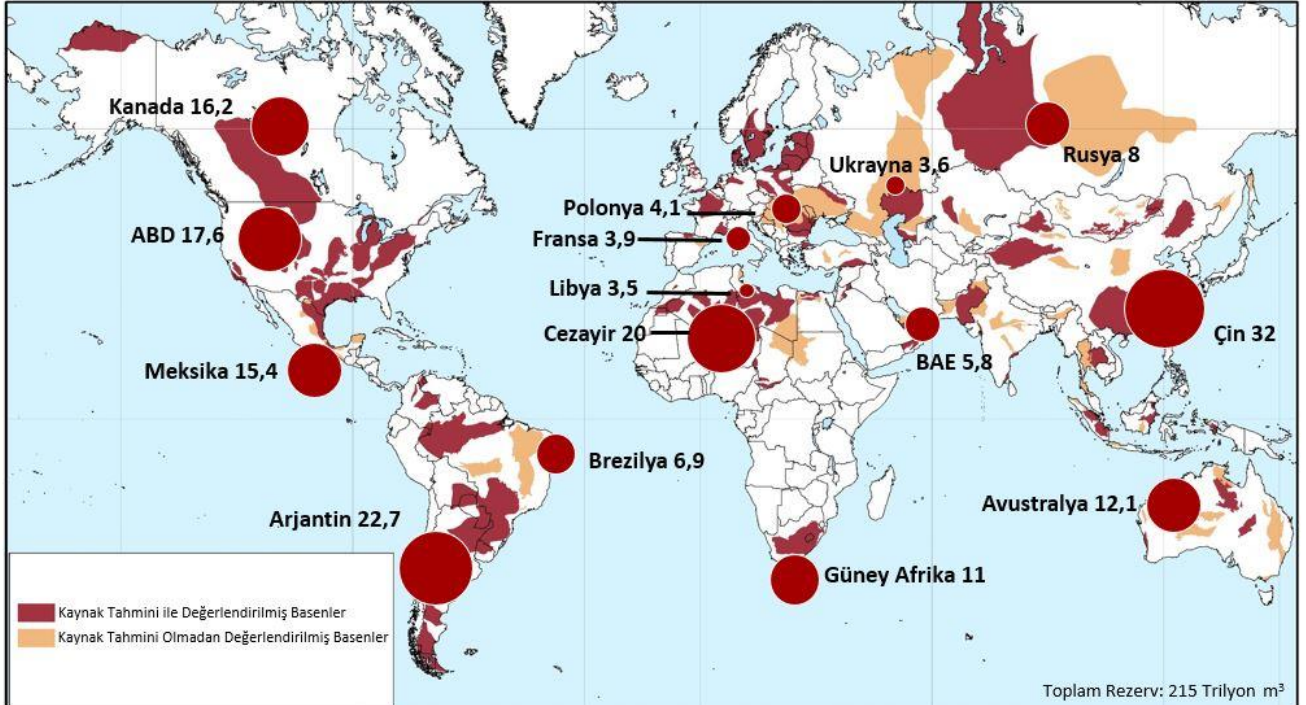 Kanada 16,2
Rusya 8
Ukrayna 3,6
Polonya 4,1
ABD 17,6
Fransa 3,9
Libya 3,5
Cezayir 20
Çin 32
BAE 5,8
Meksika 15,4
Brezilya 6,9
Avustralya 12,1
Arjantin 22,7
Güney Afrika 11
Kaynak Tahmini ile Değerlendirilmiş Basenler
Kaynak Tahmini Olmadan Değerlendirilmiş Basenler
Toplam Rezerv: 215 Trilyon m³